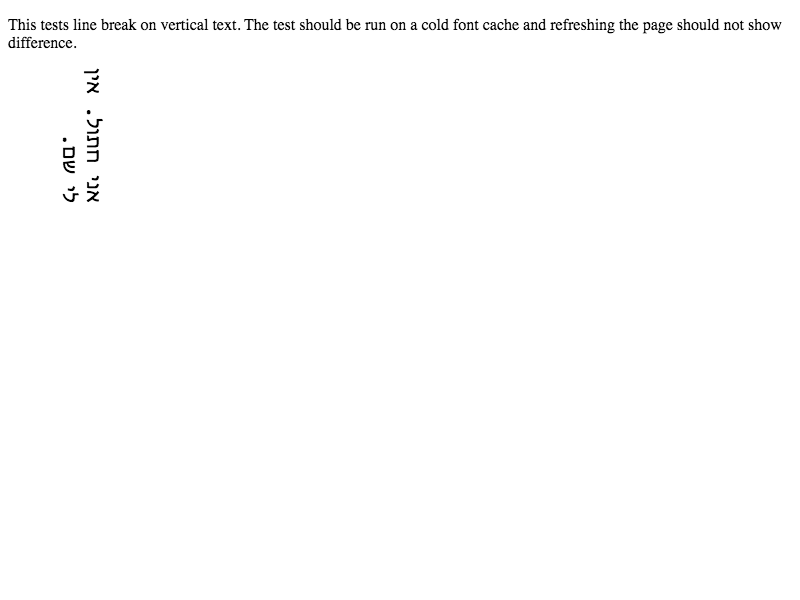 This tests line break on vertical text. The test should be run on a cold font cache and refreshing the page should not show
difference.
אני חתול. אין
לי שם.